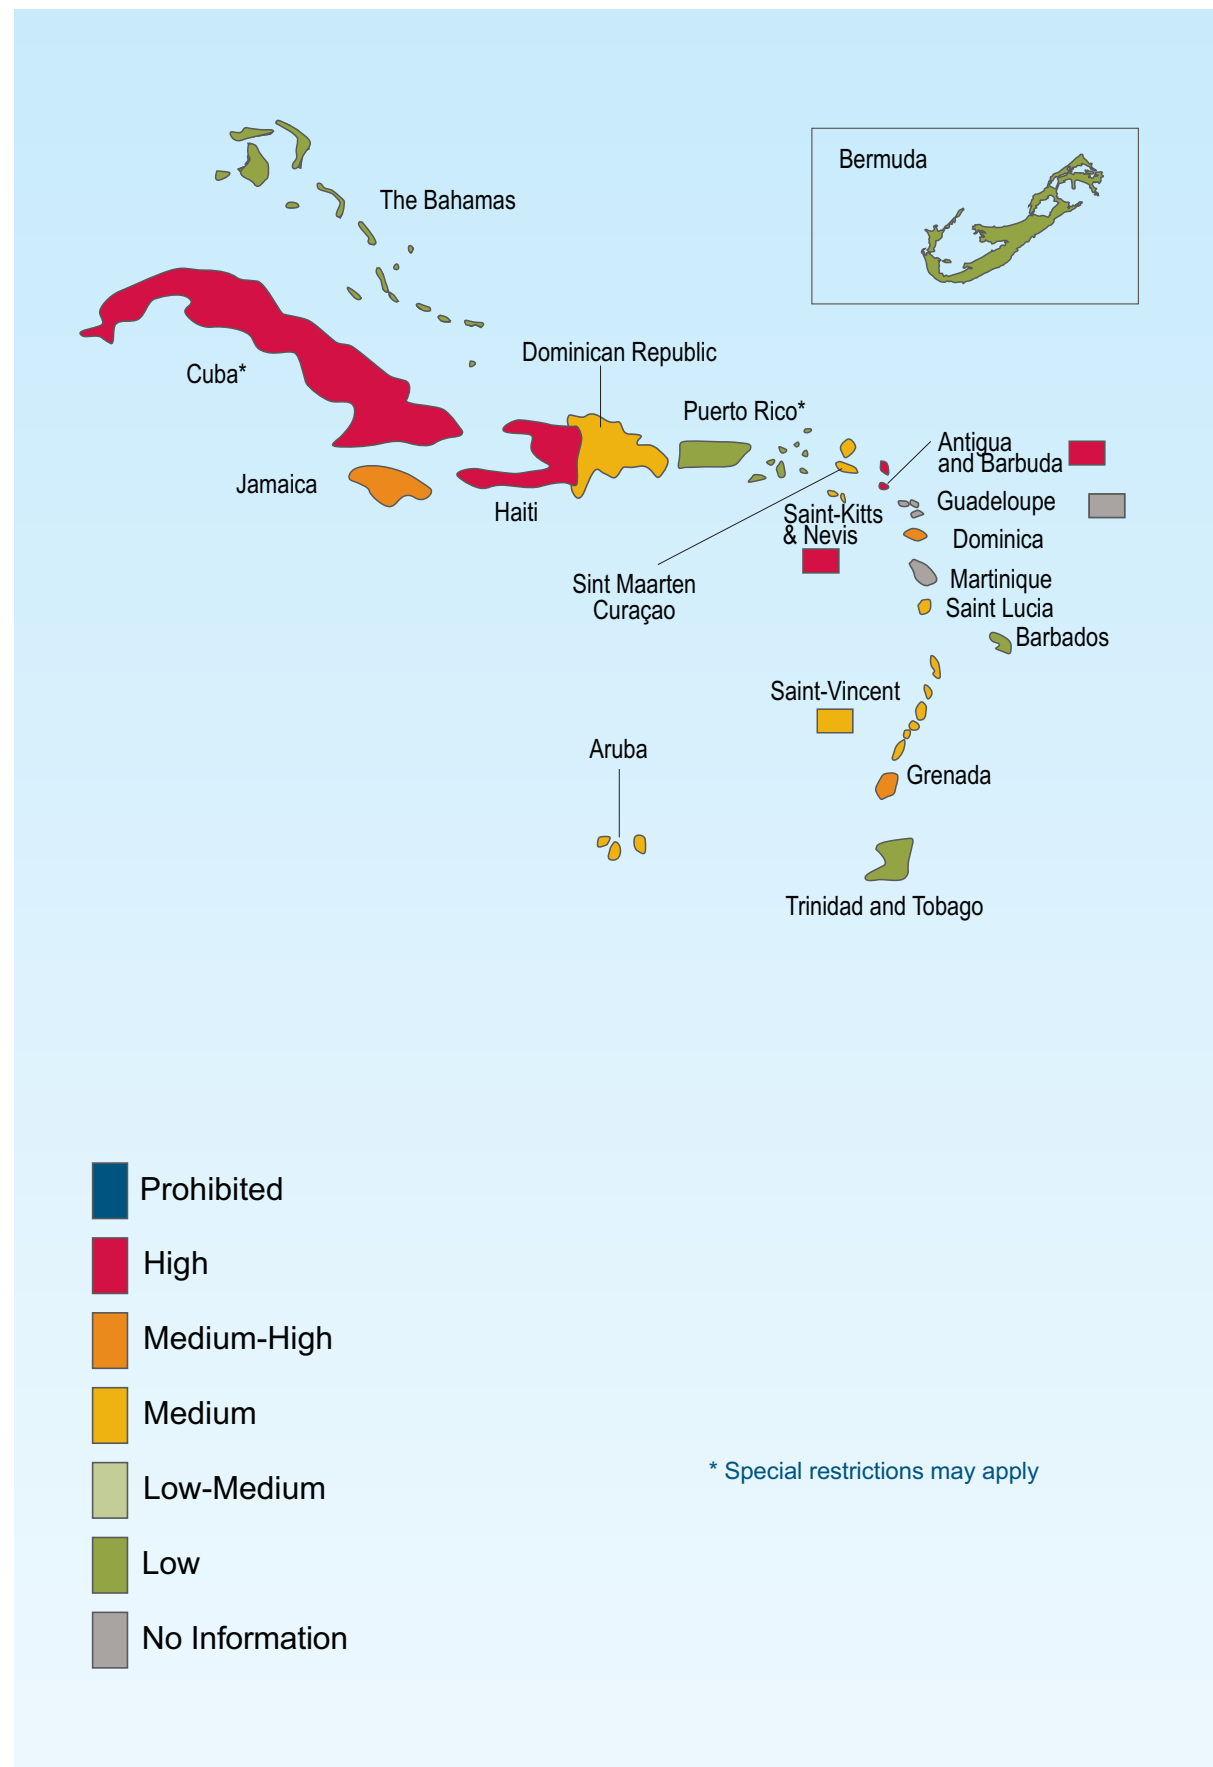 Bermuda
The Bahamas
Dominican Republic
Cuba*
Puerto Rico*
Antigua
and Barbuda
Jamaica
Haiti
Guadeloupe
Saint-Kitts
& Nevis
Dominica
Sint Maarten
Curaçao
Martinique
Saint Lucia
Barbados
Saint-Vincent
Aruba
Grenada
Trinidad and Tobago
Prohibited
High
Medium-High
Medium
Low-Medium
Low
No Information
* Special restrictions may apply